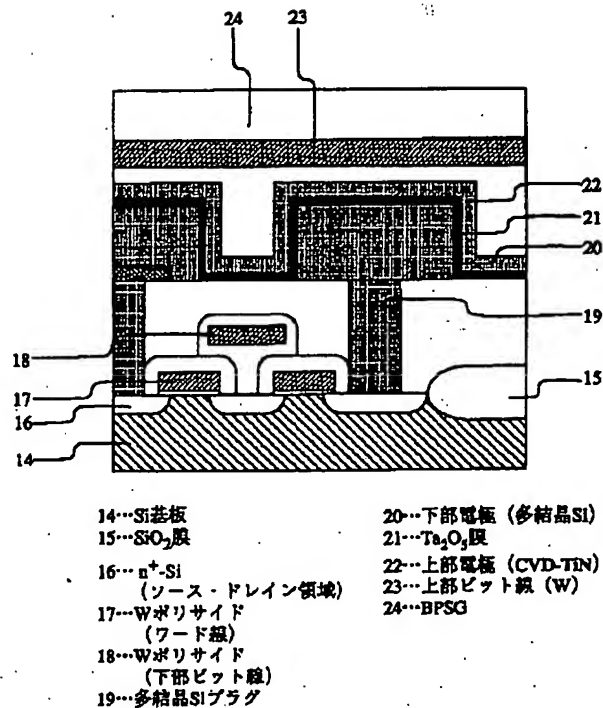 24
23
22
21
20
19
18
17
16
15
14
14…Si基板
15…SiO₂膜
16…n⁺-Si
(ソース・ドレイン領域)
17…Wポリサイド
(ワード線)
18…Wポリサイド
(下部ビット線)
19…多結晶Siプラグ
20…下部電極(多結晶Si)
21…Ta₂O₅膜
22…上部電極(CVD-TiN)
23…上部ビット線(W)
24…BPSG